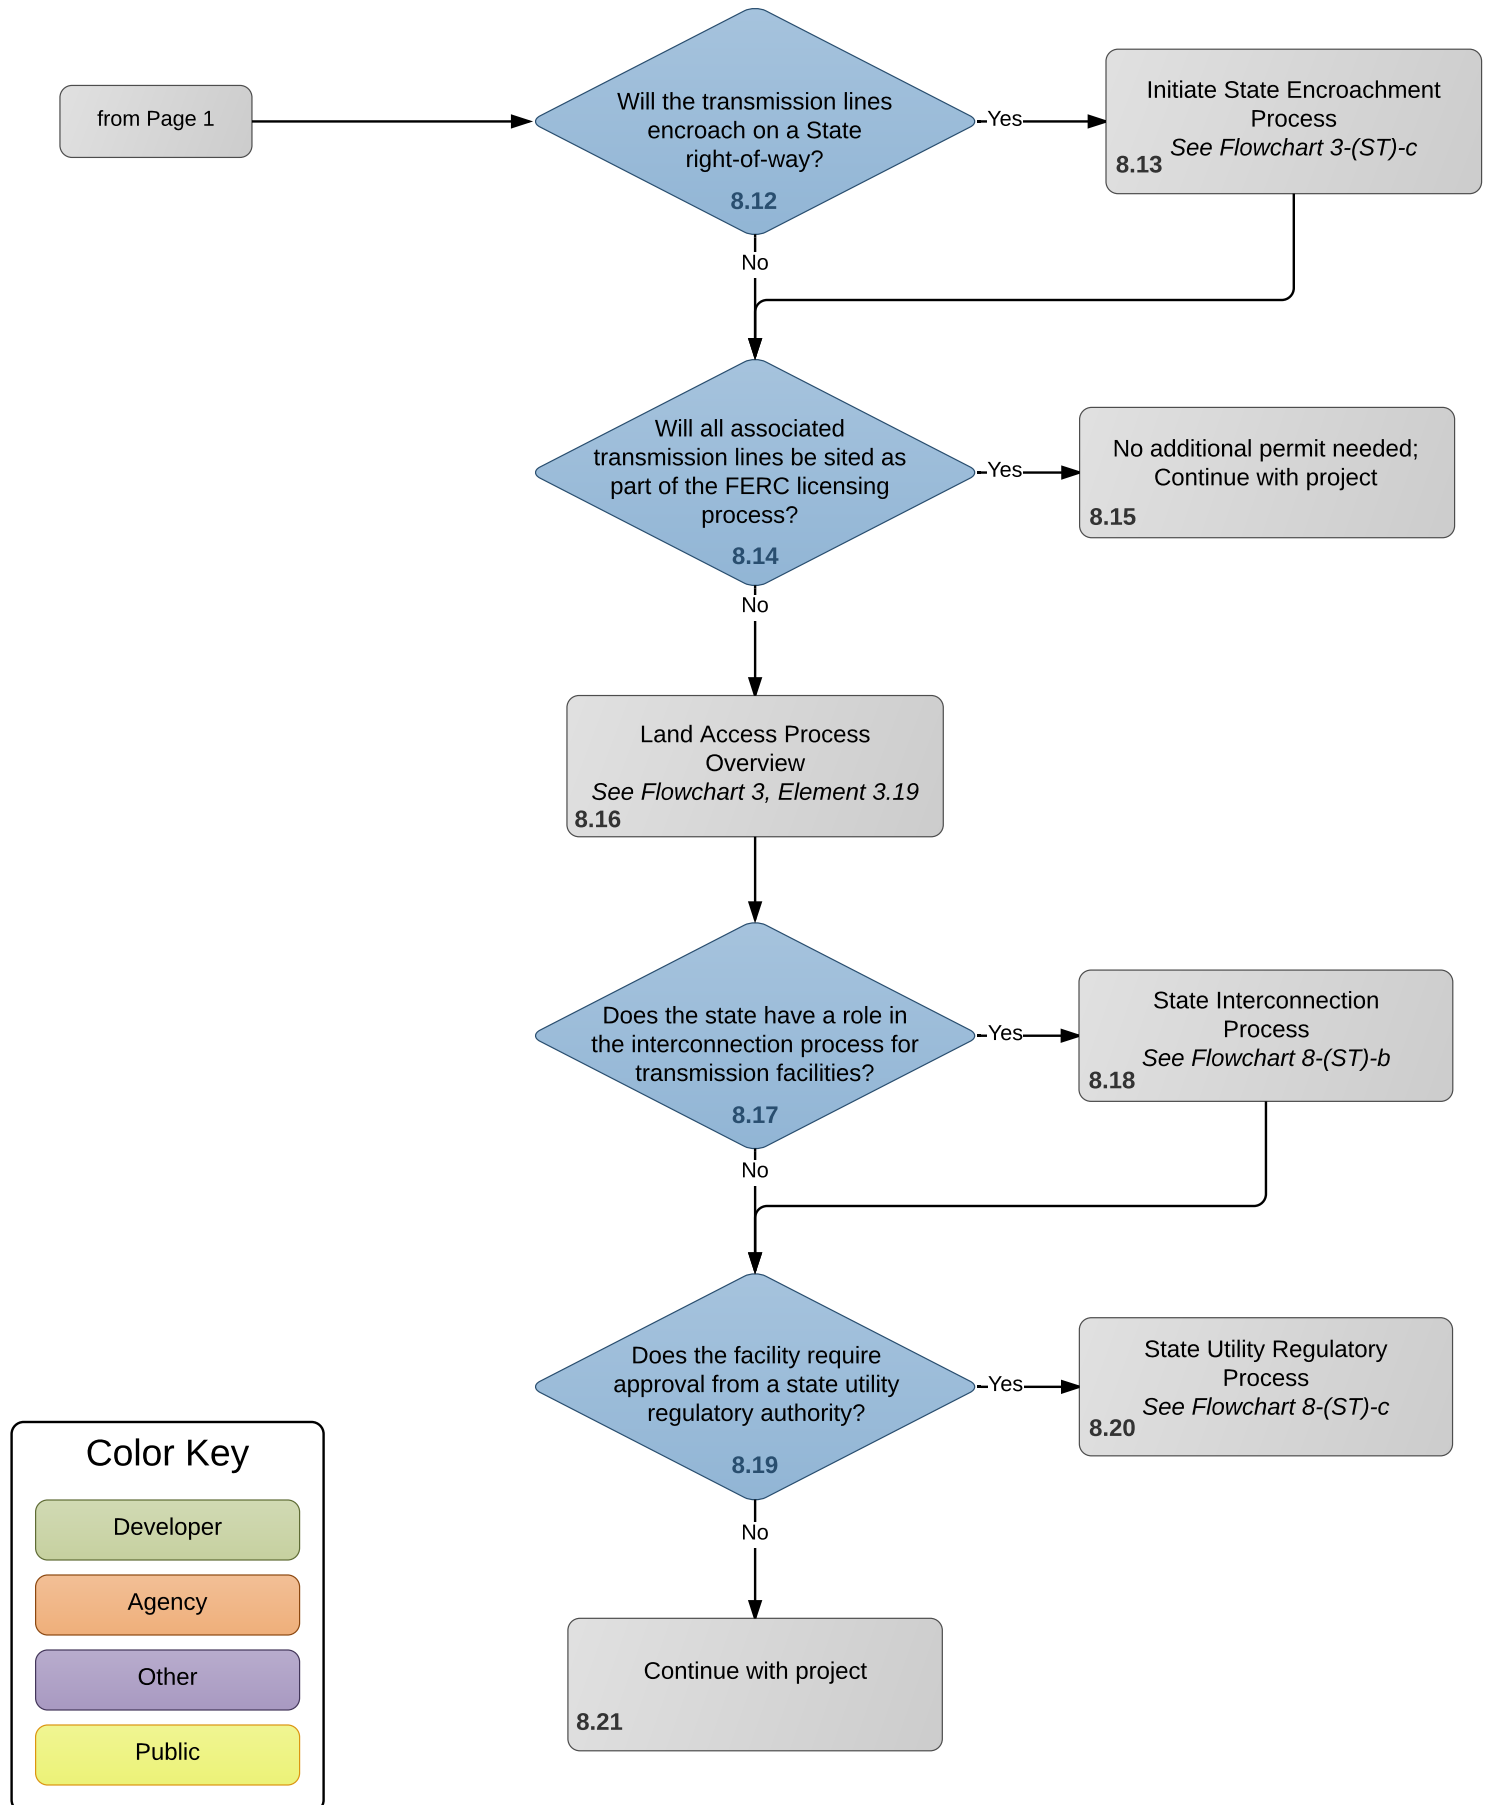 from Page 1
Will the transmission lines
encroach on a State
right-of-way?
8.12
Yes
Initiate State Encroachment
Process
See Flowchart 3-(ST)-c
8.13
No
Will all associated
transmission lines be sited as
part of the FERC licensing
process?
8.14
Yes
No additional permit needed;
Continue with project
8.15
No
Land Access Process
Overview
See Flowchart 3, Element 3.19
8.16
Does the state have a role in
the interconnection process for
transmission facilities?
8.17
Yes
State Interconnection
Process
See Flowchart 8-(ST)-b
8.18
No
Does the facility require
approval from a state utility
regulatory authority?
8.19
Yes
State Utility Regulatory
Process
See Flowchart 8-(ST)-c
8.20
No
Continue with project
8.21
Color Key
Developer
Agency
Other
Public